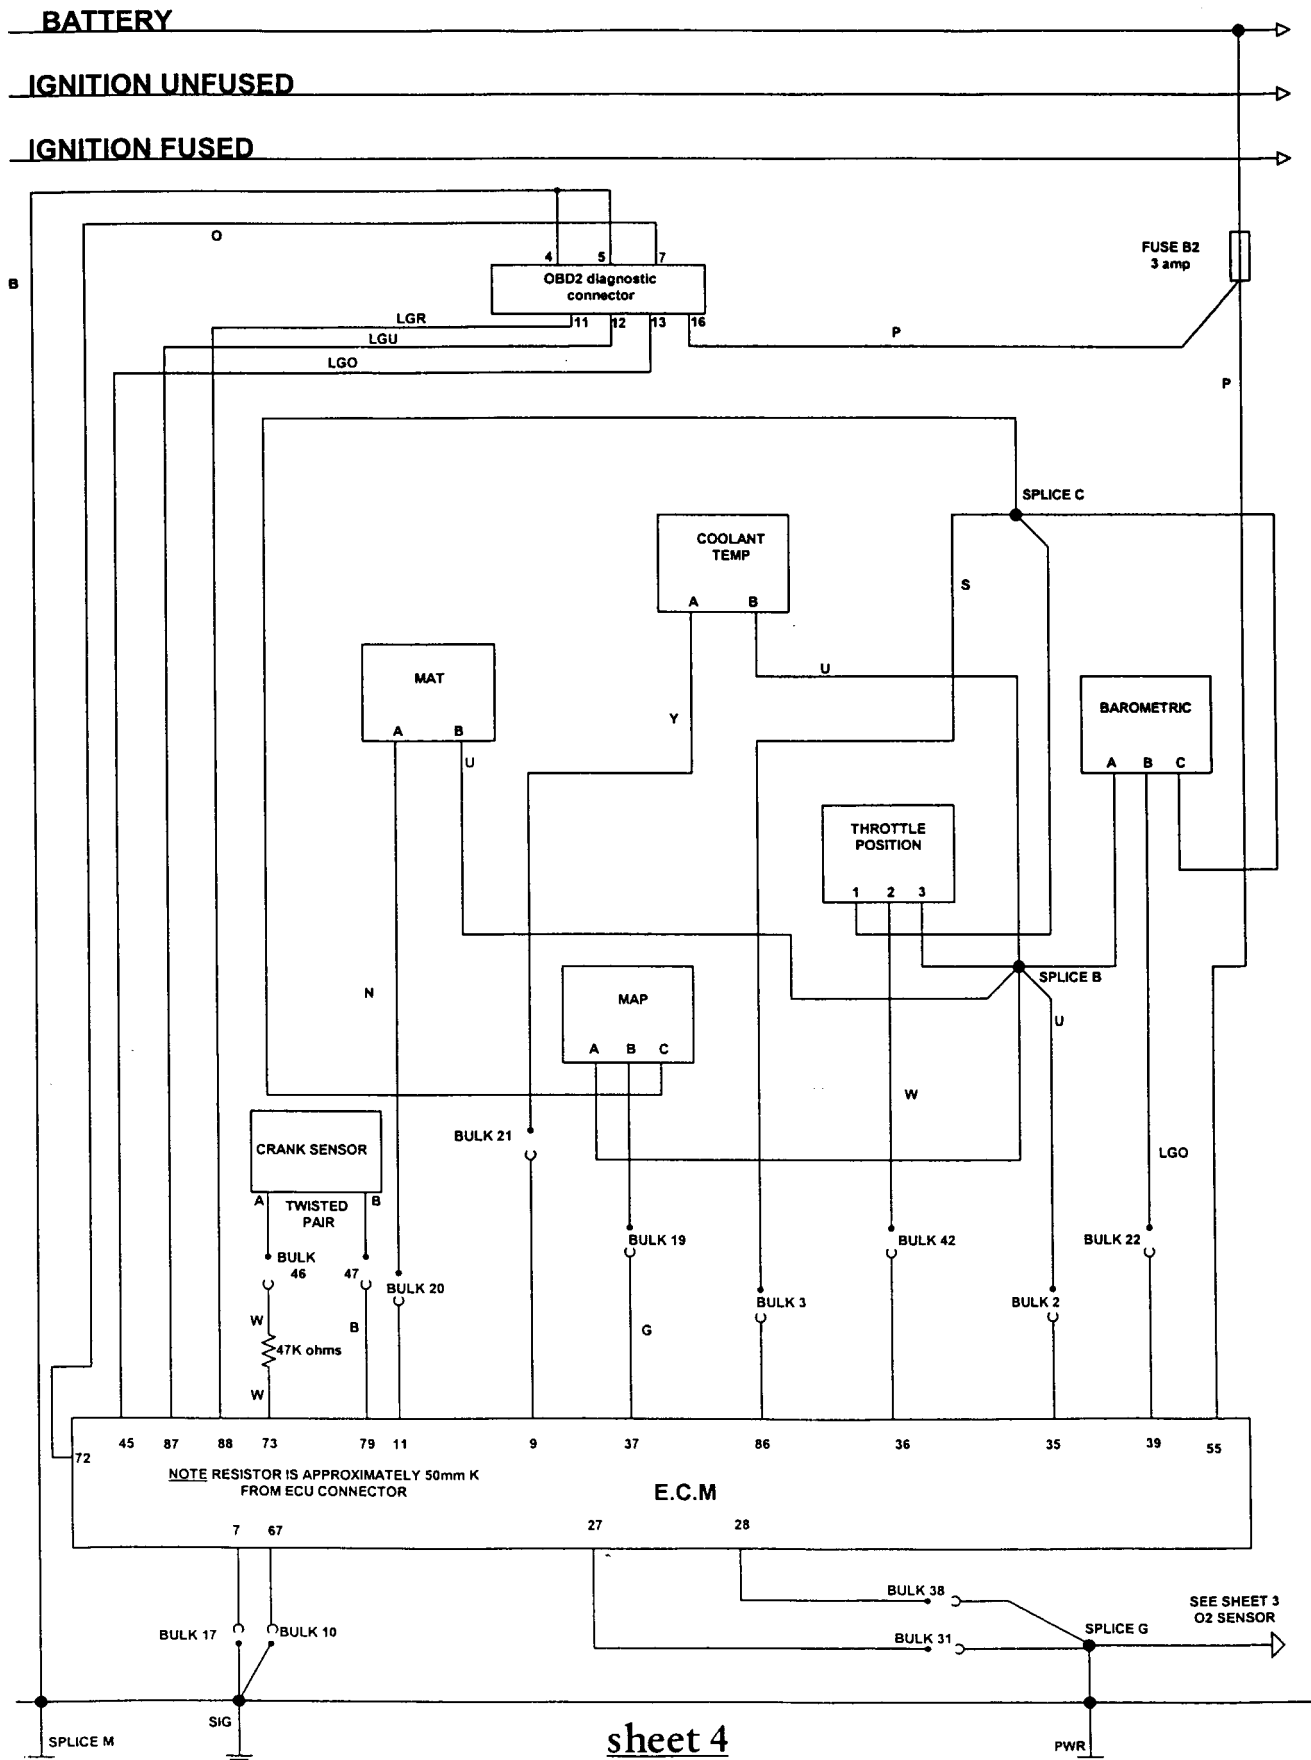 BATTERY
IGNITION UNFUSED
IGNITION FUSED
O
B
4 5 7
OBD2 diagnostic
connector
11 12 13 16
LGR
LGU
LGO
P
FUSE B2
3 amp
P
SPLICE C
COOLANT
TEMP
A B
S
U
MAT
A B
U
Y
BAROMETRIC
A B C
THROTTLE
POSITION
1 2 3
SPLICE B
U
N
MAP
A B C
W
LGO
CRANK SENSOR
A B
TWISTED
PAIR
BULK
46 47
BULK 20
BULK 21
BULK 19
BULK 3
BULK 42
BULK 2
BULK 22
W
B
47K ohms
W
G
72 45 87 88 73 79 11 9 37 86 36 35 39 55
NOTE RESISTOR IS APPROXIMATELY 50mm K
FROM ECU CONNECTOR
E.C.M
7 67 27 28
BULK 17
BULK 10
BULK 38
BULK 31
SPLICE G
SEE SHEET 3
O2 SENSOR
SPLICE M
SIG
sheet 4
PWR